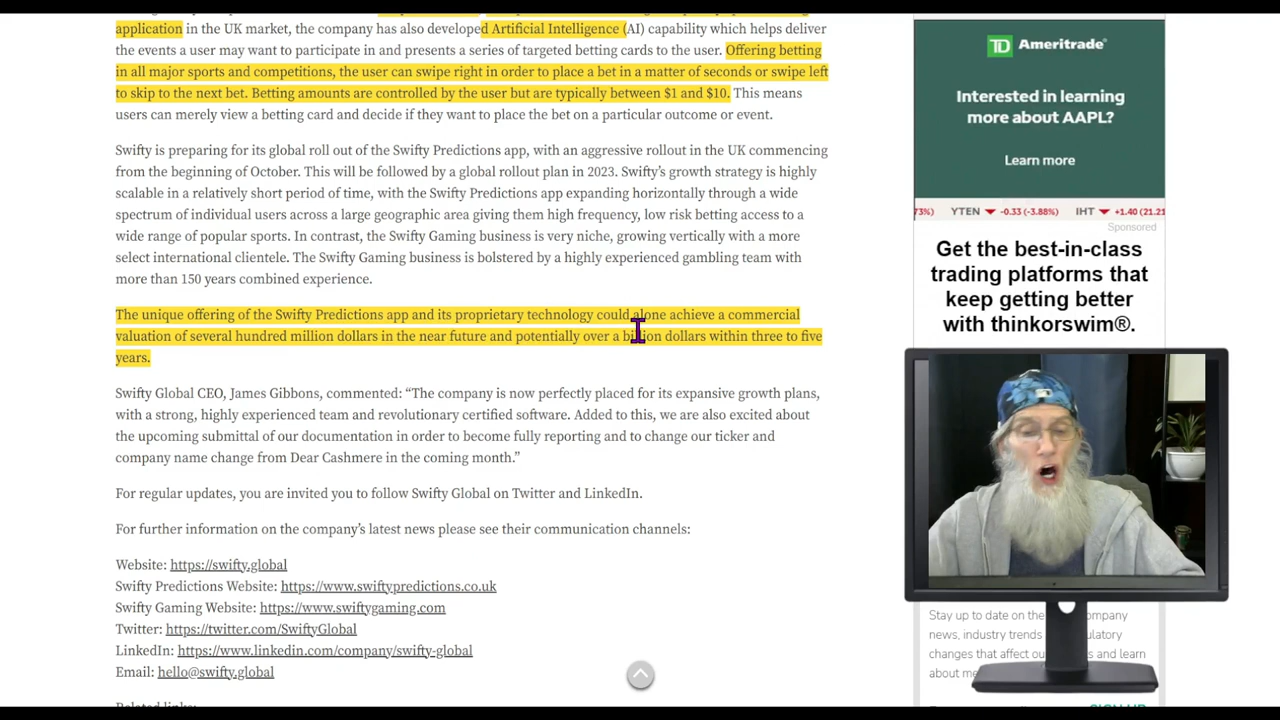 application in the UK market, the company has also developed Artificial Intelligence (AI) capability which helps deliver
the events a user may want to participate in and presents a series of targeted betting cards to the user. Offering betting
in all major sports and competitions, the user can swipe right in order to place a bet in a matter of seconds or swipe left
to skip to the next bet. Betting amounts are controlled by the user but are typically between $1 and $10. This means
users can merely view a betting card and decide if they want to place the bet on a particular outcome or event.
Swifty is preparing for its global roll out of the Swifty Predictions app, with an aggressive rollout in the UK commencing
from the beginning of October. This will be followed by a global rollout plan in 2023. Swifty's growth strategy is highly
scalable in a relatively short period of time, with the Swifty Predictions app expanding horizontally through a wide
spectrum of individual users across a large geographic area giving them high frequency, low risk betting access to a
wide range of popular sports. In contrast, the Swifty Gaming business is very niche, growing vertically with a more
select international clientele. The Swifty Gaming business is bolstered by a highly experienced gambling team with
more than 150 years combined experience.
The unique offering of the Swifty Predictions app and its proprietary technology could alone achieve a commercial
valuation of several hundred million dollars in the near future and potentially over a billion dollars within three to five
years.
Swifty Global CEO, James Gibbons, commented: “The company is now perfectly placed for its expansive growth plans,
with a strong, highly experienced team and revolutionary certified software. Added to this, we are also excited about
the upcoming submittal of our documentation in order to become fully reporting and to change our ticker and
company name change from Dear Cashmere in the coming month.”
For regular updates, you are invited you to follow Swifty Global on Twitter and LinkedIn.
For further information on the company's latest news please see their communication channels:
Website: https://swifty.global
Swifty Predictions Website: https://www.swiftypredictions.co.uk
Swifty Gaming Website: https://www.swiftygaming.com
Twitter: https://twitter.com/SwiftyGlobal
LinkedIn: https://www.linkedin.com/company/swifty-global
Email: hello@swifty.global
Related links:
TD Ameritrade
Interested in learning
more about AAPL?
Learn more
73%) YTEN -0.33 (-3.88%) IHT +1.40 (21.21
Sponsored
Get the best-in-class
trading platforms that
keep getting better
with thinkorswim®.
Stay up to date on the company
news, industry trends
changes that affect and learn
about
SIGN UP